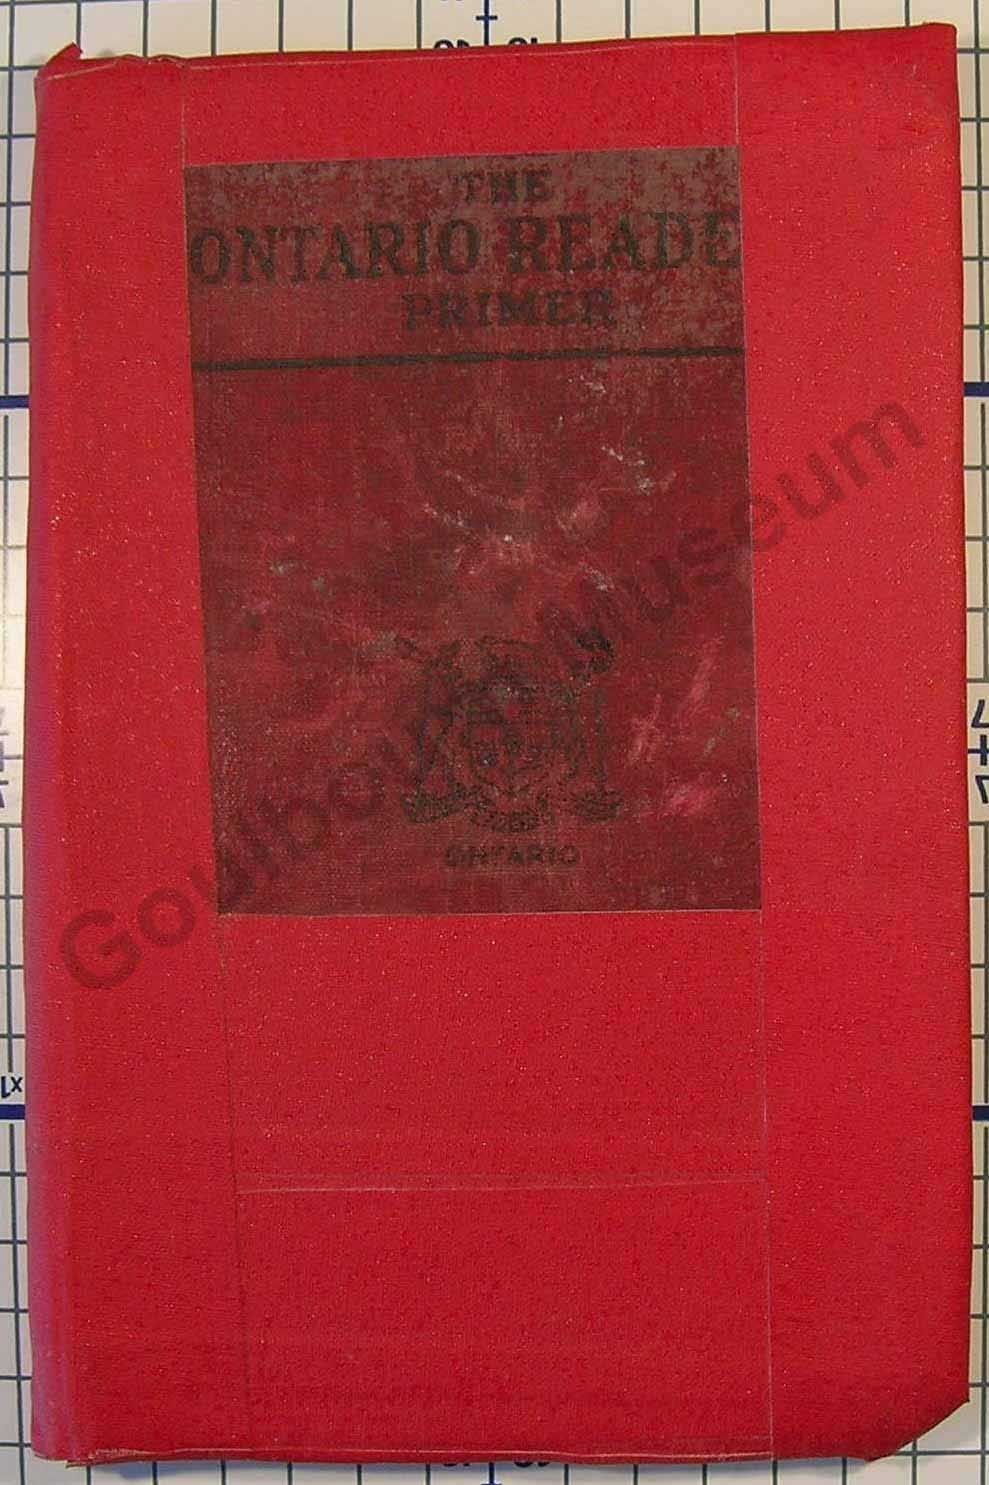 THE
ONTARIO READE
PRIMER
ONTARIO
Goulbourn Museum